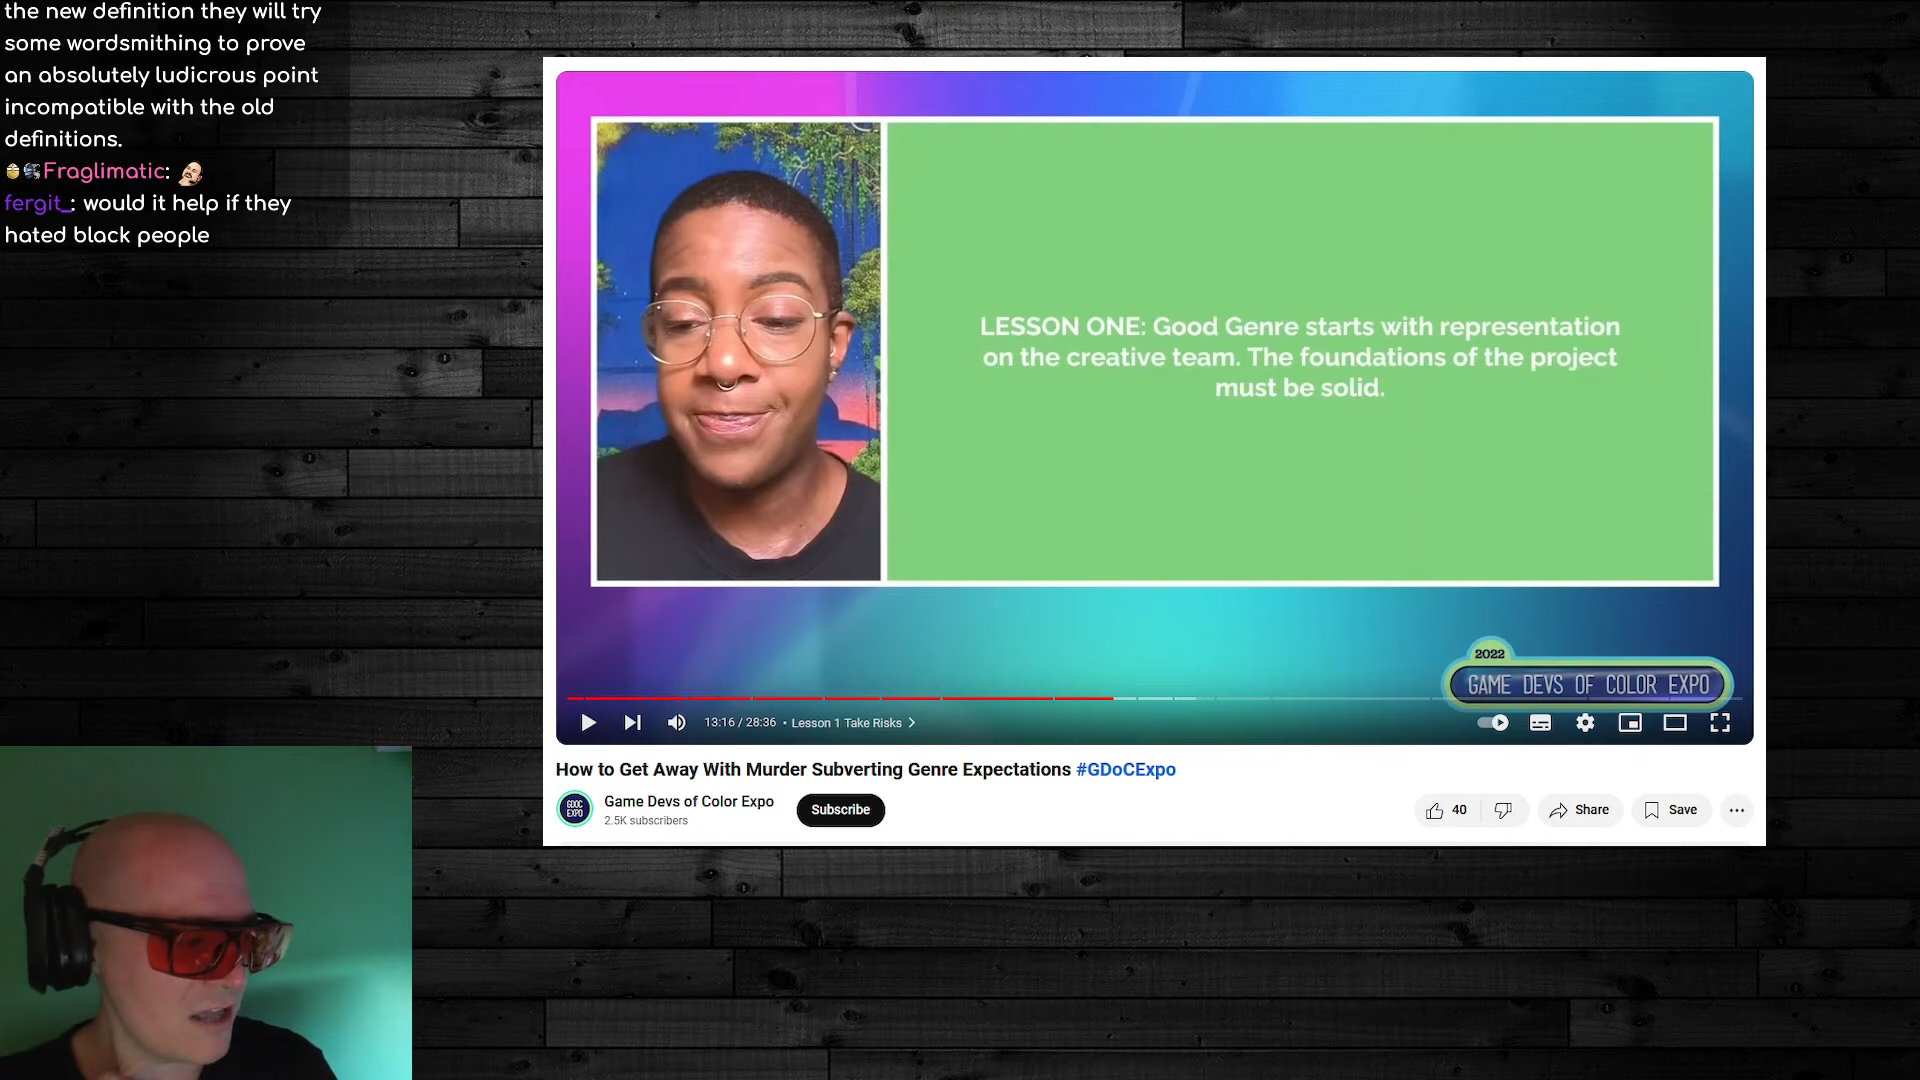 the new definition they will try
some wordsmithing to prove
an absolutely ludicrous point
incompatible with the old
definitions.
Fraglimatic:
fergit_: would it help if they
hated black people
LESSON ONE: Good Genre starts with representation
on the creative team. The foundations of the project
must be solid.
2022
GAME DEVS OF COLOR EXPO
13:16 / 28:36 • Lesson 1 Take Risks >
How to Get Away With Murder Subverting Genre Expectations #GDoCExpo
GDOC
EXPO
Game Devs of Color Expo
2.5K subscribers
Subscribe
40
Share
Save